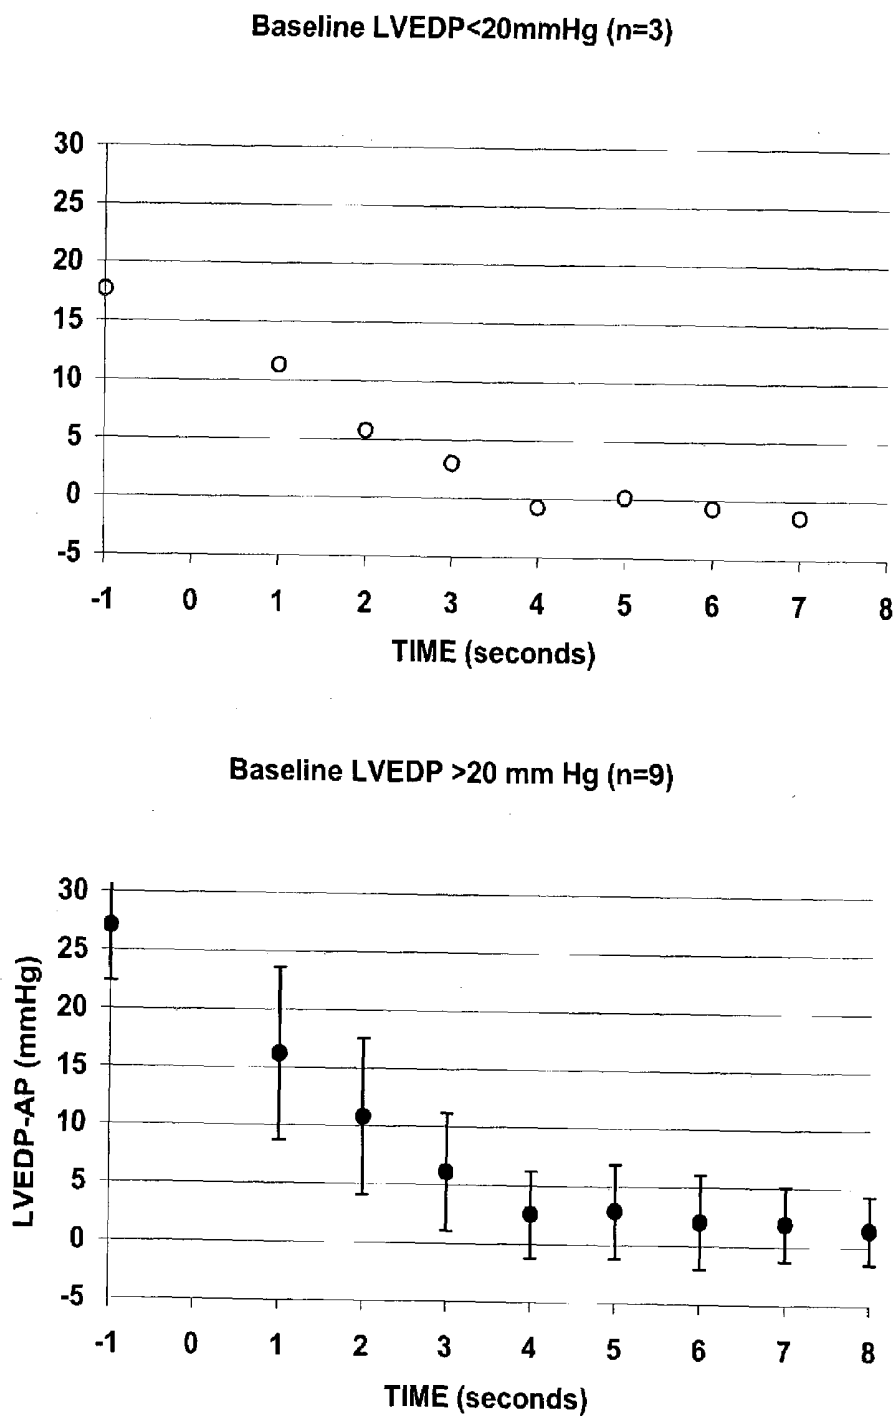 Baseline LVEDP<20mmHg (n=3)
30
25
20
15
10
5
0
-5
-1 0 1 2 3 4 5 6 7 8
TIME (seconds)
Baseline LVEDP >20 mm Hg (n=9)
LVEDP-AP (mmHg)
30
25
20
15
10
5
0
-5
-1 0 1 2 3 4 5 6 7 8
TIME (seconds)